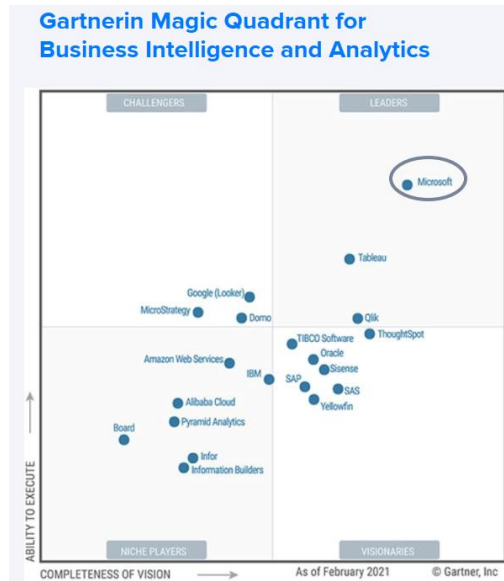 Gartnerin Magic Quadrant for
Business Intelligence and Analytics
CHALLENGERS
LEADERS
Microsoft
Tableau
Google (Looker)
MicroStrategy
Domo
Qlik
ThoughtSpot
TIBCO Software
Amazon Web Services
Oracle
Sisense
IBM
SAP
SAS
Yellowfin
Alibaba Cloud
Pyramid Analytics
Board
Infor
Information Builders
ABILITY TO EXECUTE
NICHE PLAYERS
VISIONARIES
COMPLETENESS OF VISION
As of February 2021
© Gartner, Inc